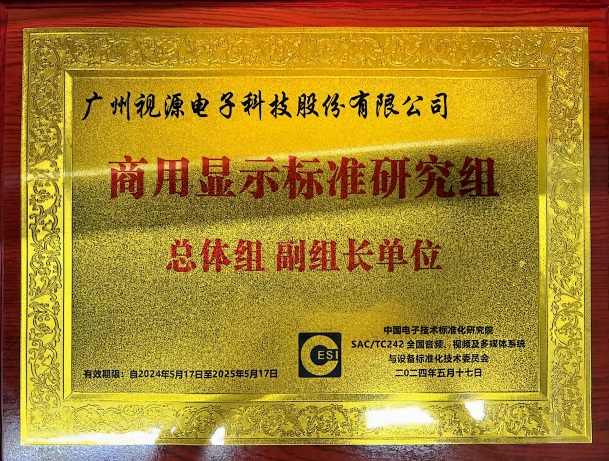 广州视源电子科技股份有限公司
商用显示标准研究组
总体组 副组长单位
CESI
中国电子技术标准化研究院
SAC/TC242 全国音频、视频及多媒体系统
与设备标准化技术委员会
有效期限：自2024年5月17日至2025年5月17日
二〇二四年五月十七日